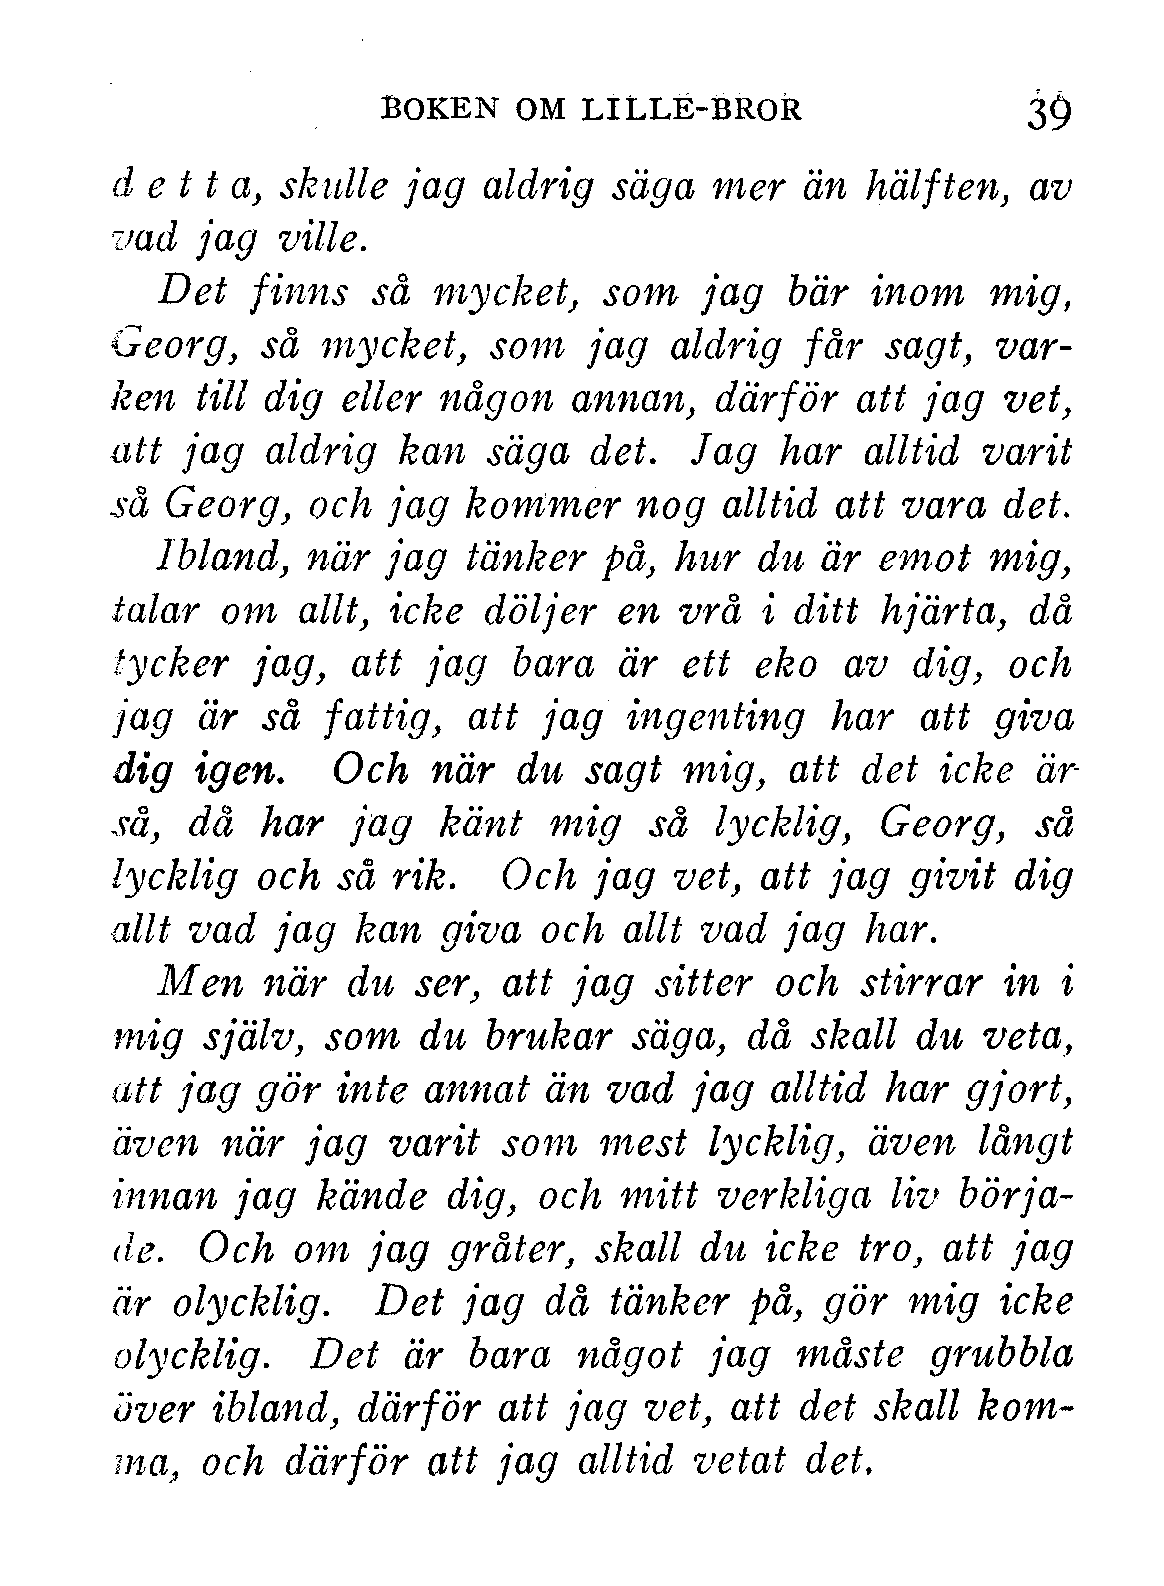 BOKEN OM LILLE-BROR 39
d e t t a, skulle jag aldrig säga mer än hälften, av
vad jag ville.
Det finns så mycket, som jag bär inom mig,
Georg, så mycket, som jag aldrig får sagt, var-
ken till dig eller någon annan, därför att jag vet,
att jag aldrig kan säga det. Jag har alltid varit
så Georg, och jag kommer nog alltid att vara det.
Ibland, när jag tänker på, hur du är emot mig,
talar om allt, icke döljer en vrå i ditt hjärta, då
tycker jag, att jag bara är ett eko av dig, och
jag är så fattig, att jag ingenting har att giva
dig igen. Och när du sagt mig, att det icke är
så, då har jag känt mig så lycklig, Georg, så
lycklig och så rik. Och jag vet, att jag givit dig
allt vad jag kan giva och allt vad jag har.
Men när du ser, att jag sitter och stirrar in i
mig själv, som du brukar säga, då skall du veta,
att jag gör inte annat än vad jag alltid har gjort,
även när jag varit som mest lycklig, även långt
innan jag kände dig, och mitt verkliga liv börja-
de. Och om jag gråter, skall du icke tro, att jag
är olycklig. Det jag då tänker på, gör mig icke
olycklig. Det är bara något jag måste grubbla
över ibland, därför att jag vet, att det skall kom-
ma, och därför att jag alltid vetat det.